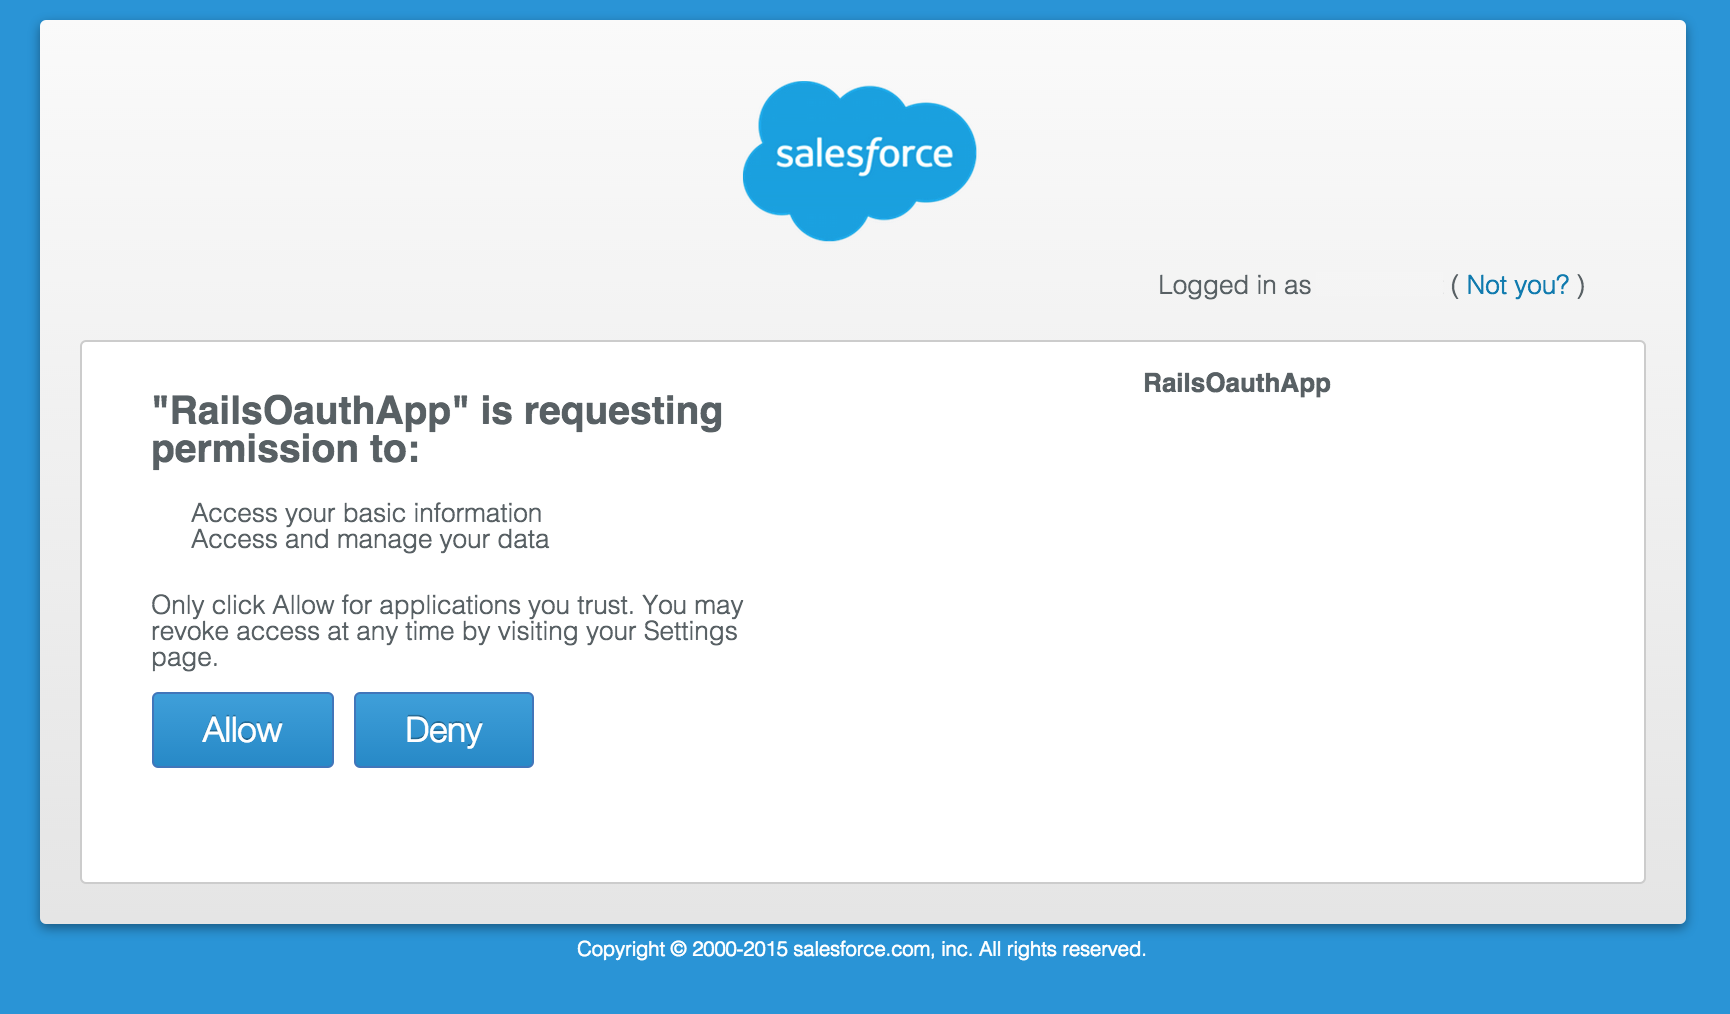 salesforce
Logged in as ( Not you? )
"RailsOauthApp" is requesting
permission to:
Access your basic information
Access and manage your data
Only click Allow for applications you trust. You may
revoke access at any time by visiting your Settings
page.
Allow Deny
RailsOauthApp
Copyright © 2000-2015 salesforce.com, inc. All rights reserved.